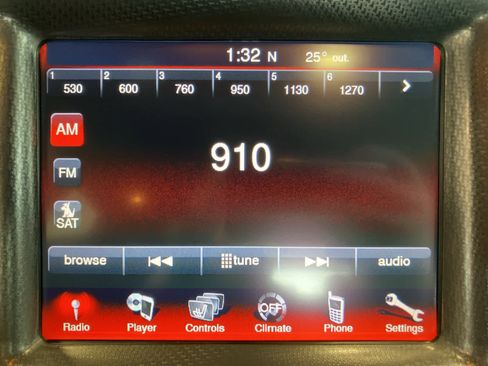 1:32 N 25° out.
1 2 3 4 5 6
530 600 760 950 1130 1270
AM
910
FM
SAT
browse tune audio
OFF
Radio Player Controls Climate Phone Settings